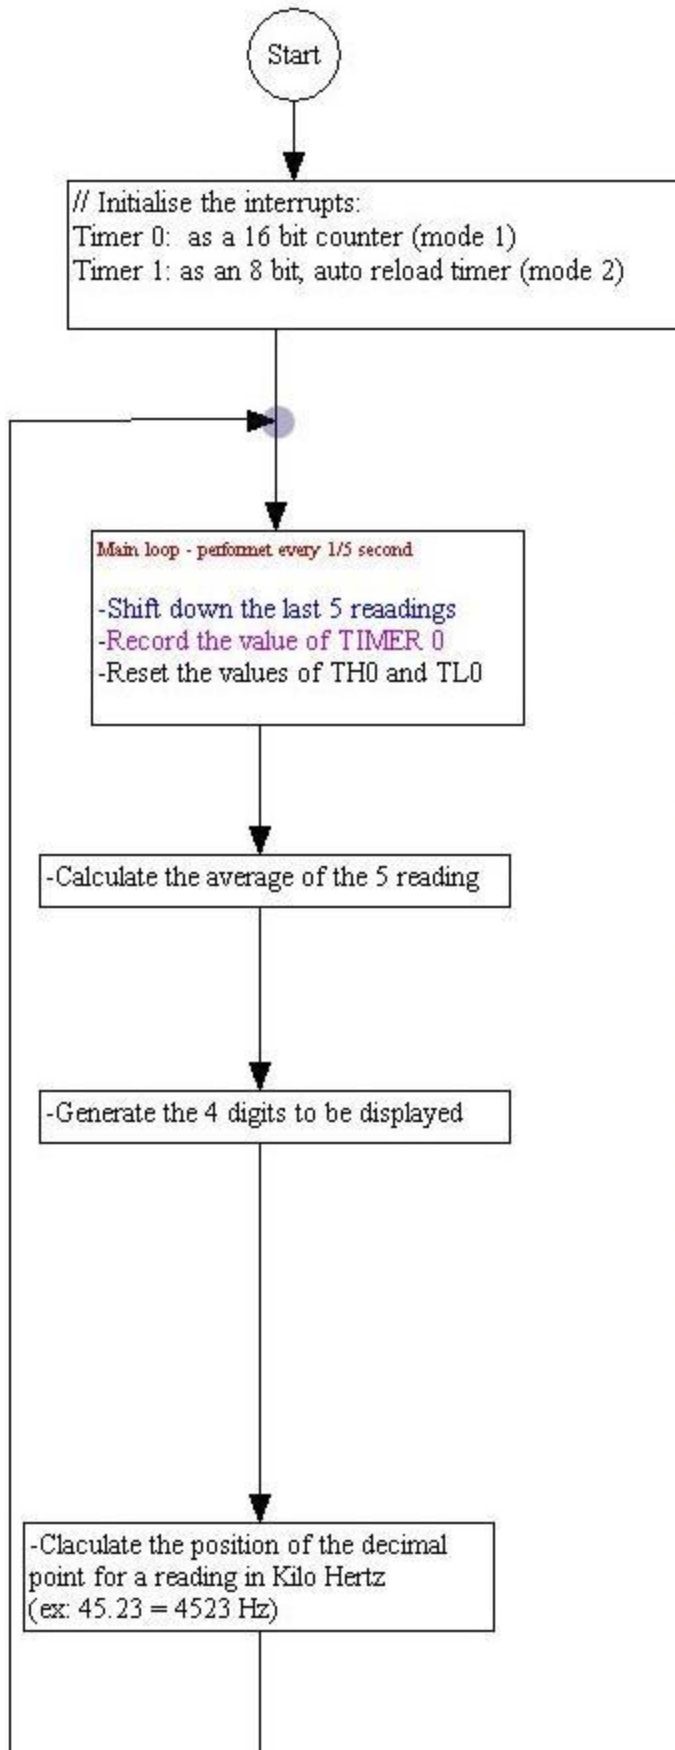 Start
// Initialise the interrupts:
Timer 0:  as a 16 bit counter (mode 1)
Timer 1: as an 8 bit, auto reload timer (mode 2)
Main loop - performet every 1/5 second
-Shift down the last 5 reaadings
-Record the value of TIMER 0
-Reset the values of TH0 and TL0
-Calculate the average of the 5 reading
-Generate the 4 digits to be displayed
-Claculate the position of the decimal
point for a reading in Kilo Hertz
(ex: 45.23 = 4523 Hz)